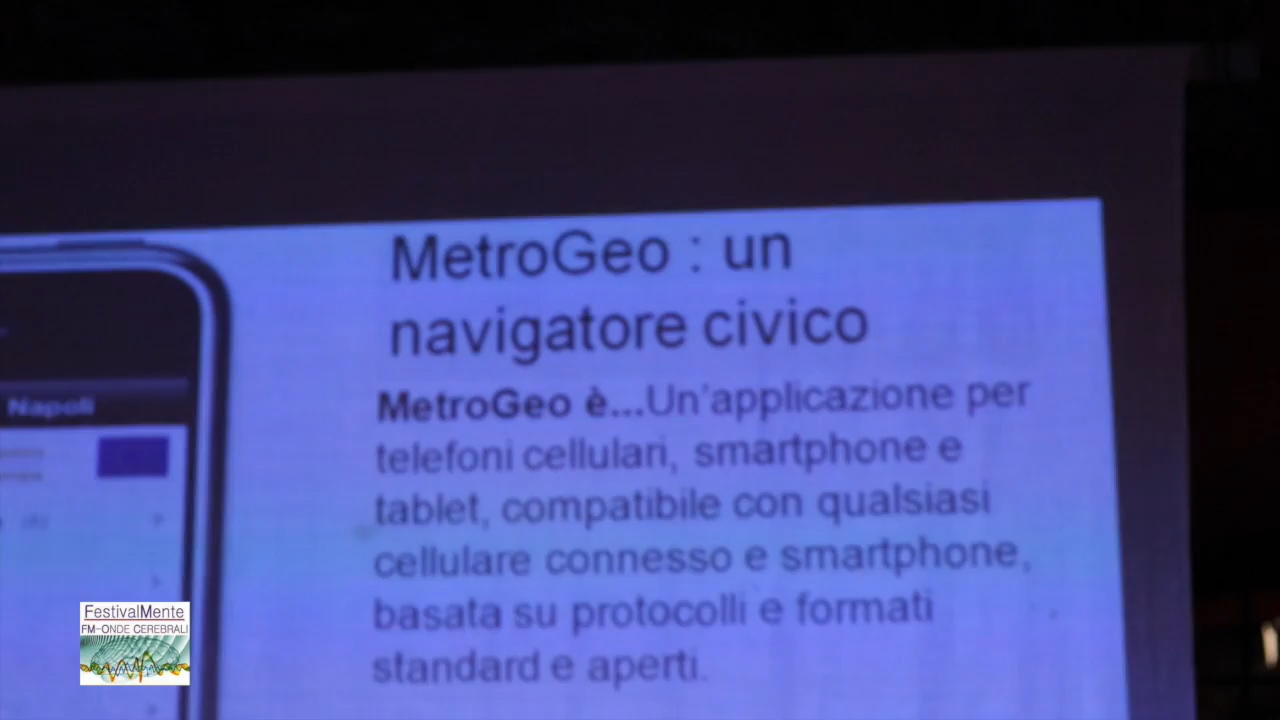 MetroGeo : un
navigatore civico
MetroGeo è...Un'applicazione per
telefoni cellulari, smartphone e
tablet, compatibile con qualsiasi
cellulare connesso e smartphone,
basata su protocolli e formati
standard e aperti.
Napoli
FestivalMente
FM-ONDE CEREBRALI